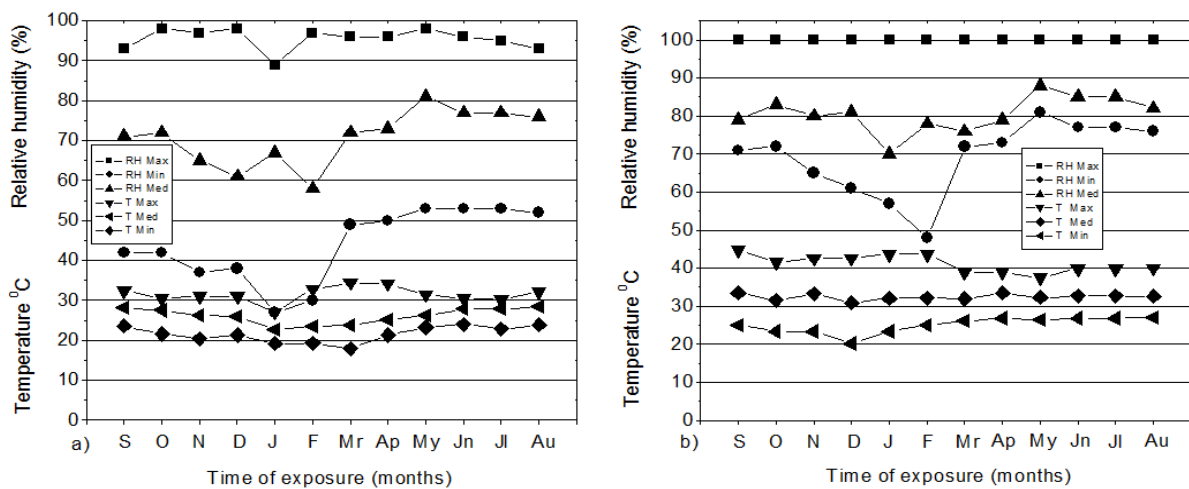 Relative humidity (%)
Temperature ⁰C
100
90
80
70
60
50
40
30
20
10
0
RH Max
RH Min
RH Med
T Max
T Med
T Min
a)
S O N D J F Mr Ap My Jn Jl Au
Time of exposure (months)
Relative humidity (%)
Temperature ⁰C
100
90
80
70
60
50
40
30
20
10
0
RH Max
RH Min
RH Med
T Max
T Med
T Min
b)
S O N D J F Mr Ap My Jn Jl Au
Time of exposure (months)